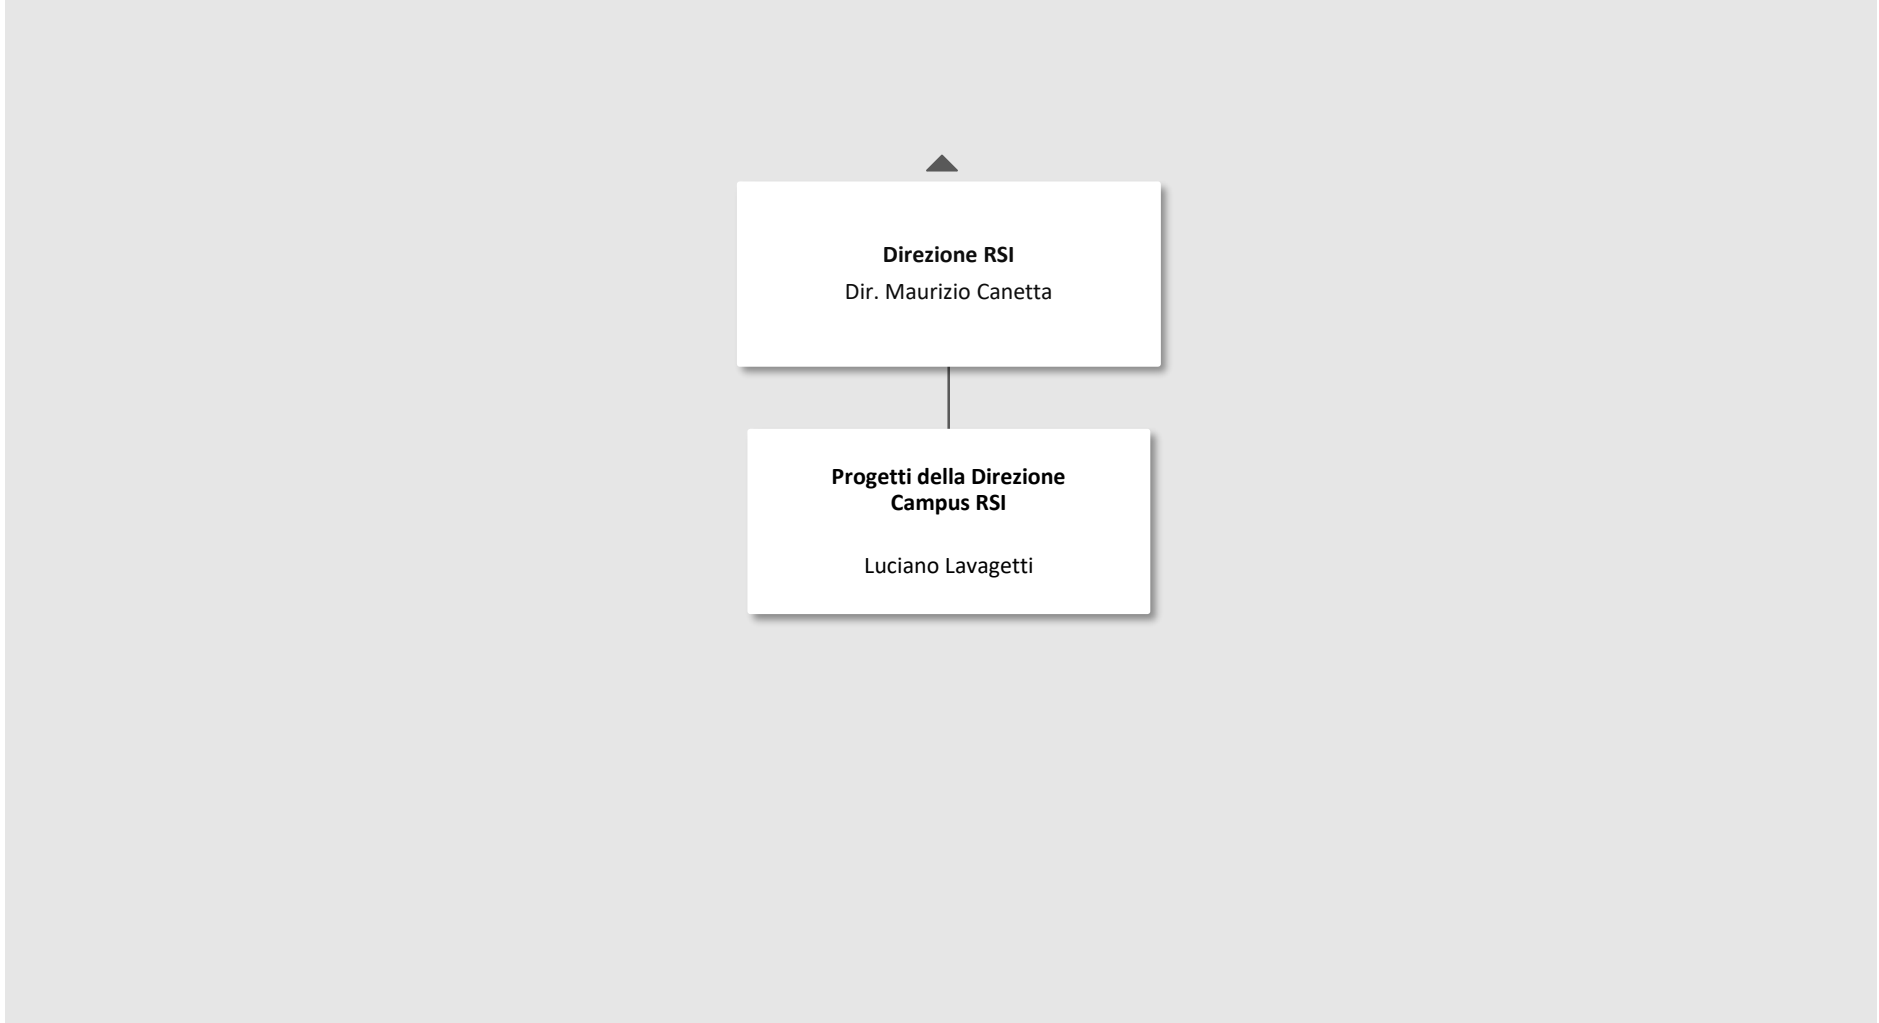 Direzione RSI
Dir. Maurizio Canetta
Progetti della Direzione
Campus RSI
Luciano Lavagetti